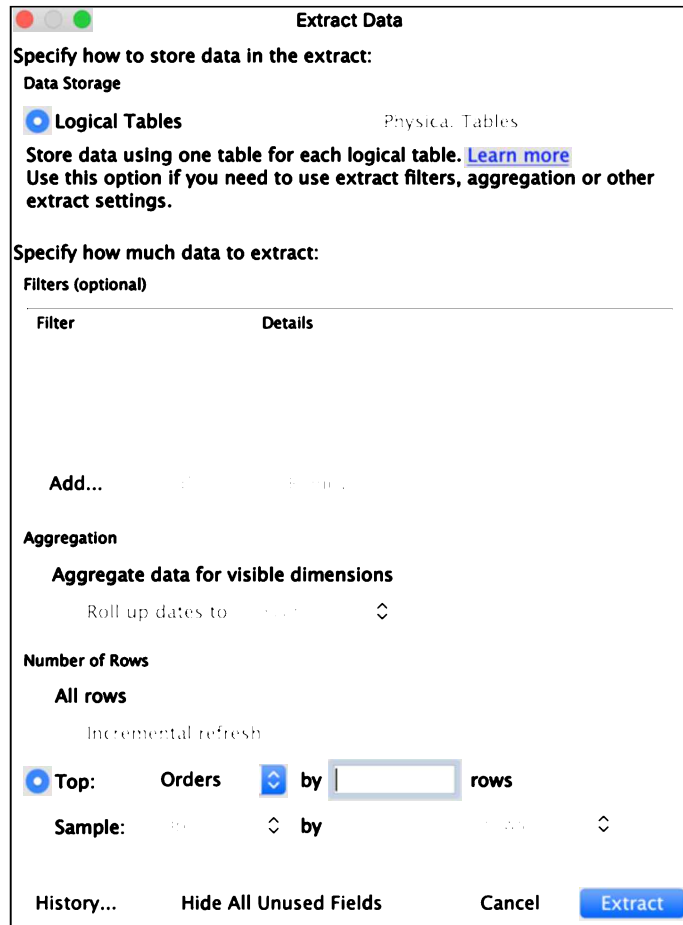 Extract Data
Specify how to store data in the extract:
Data Storage
Logical Tables Physical Tables
Store data using one table for each logical table. Learn more
Use this option if you need to use extract filters, aggregation or other
extract settings.
Specify how much data to extract:
Filters (optional)
Filter Details
Add...
Aggregation
Aggregate data for visible dimensions
Roll up dates to
Number of Rows
All rows
Incremental refresh
Top: Orders by rows
Sample: by
History... Hide All Unused Fields Cancel Extract